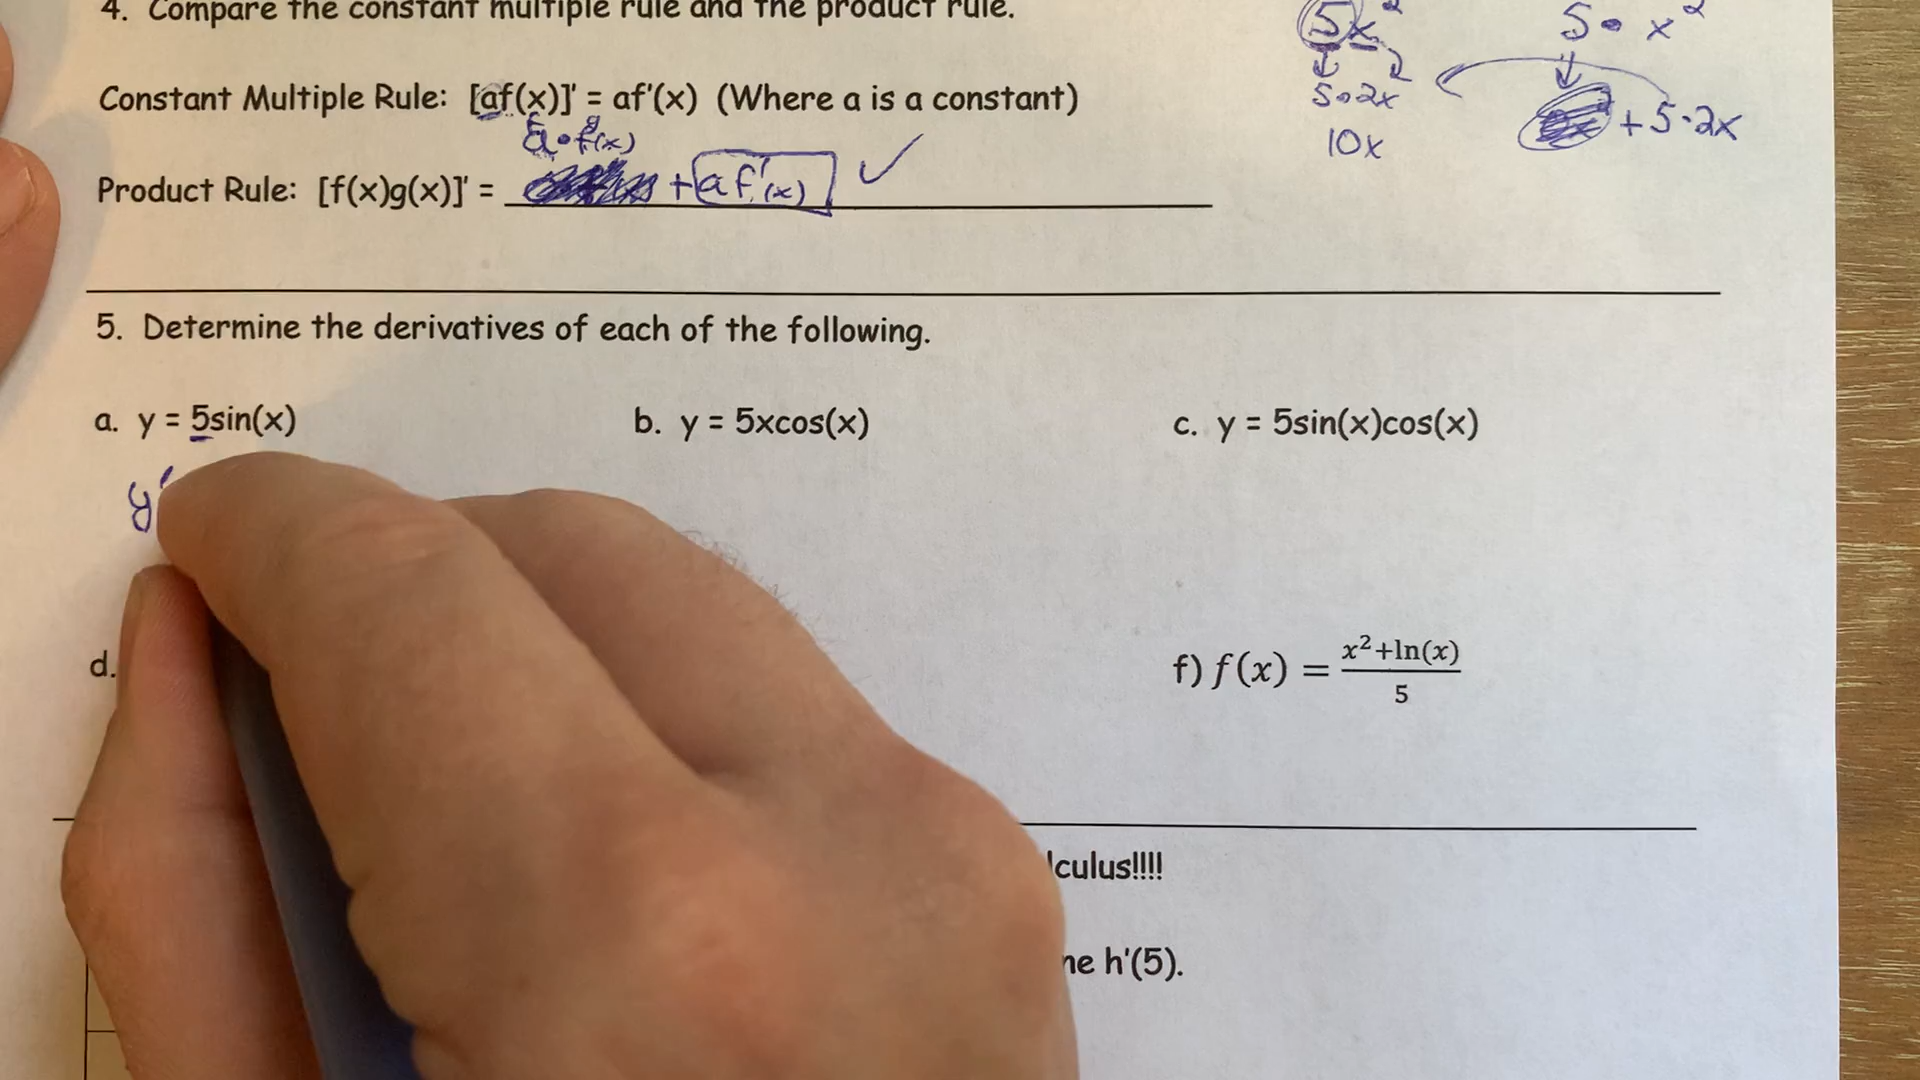 4. Compare the constant multiple rule and the product rule.
5x²
5 • x²
Constant Multiple Rule: [af(x)]' = af'(x) (Where a is a constant)
5•2x
+ 5·2x
a•f(x)
10x
Product Rule: [f(x)g(x)]' = + af'(x) ✓
5. Determine the derivatives of each of the following.
a. y = 5sin(x)
b. y = 5xcos(x)
c. y = 5sin(x)cos(x)
y'
d.
f) f(x) = x²+ln(x)
5
lculus!!!!
h'(5).